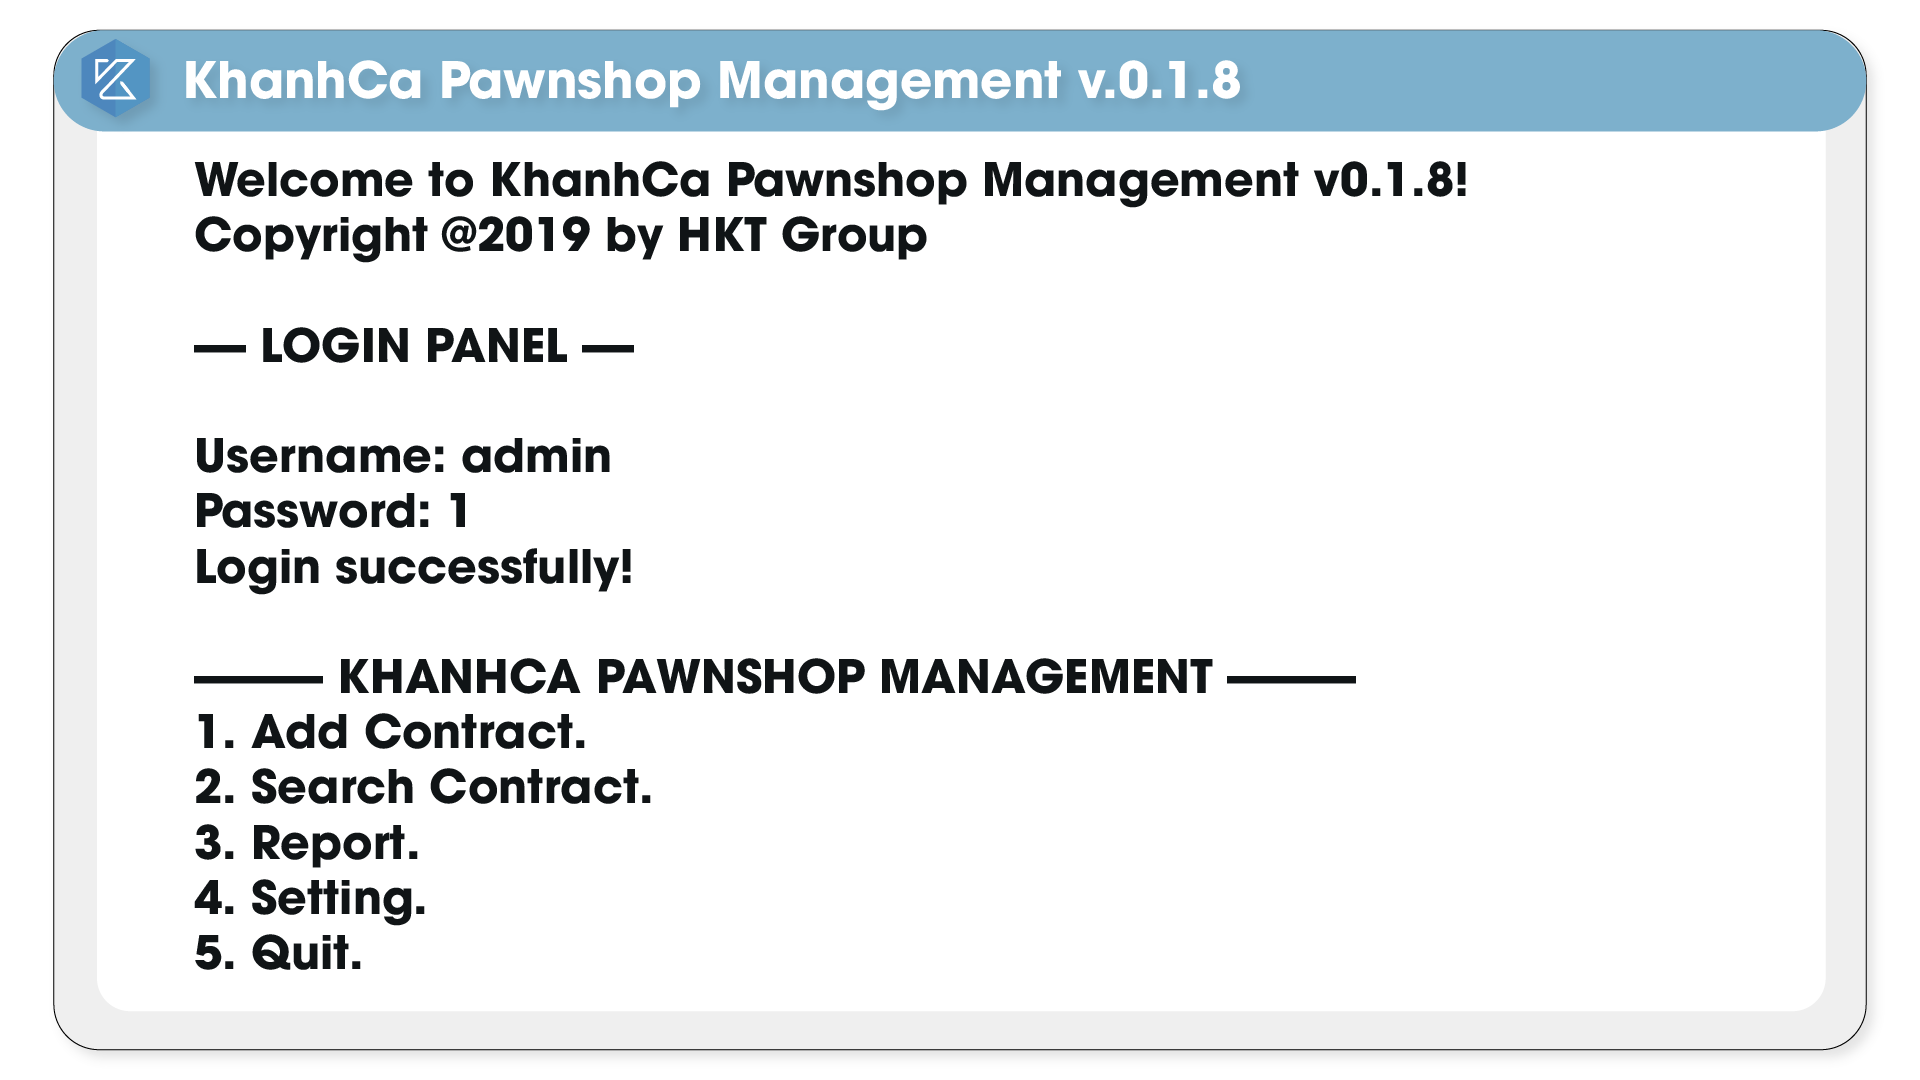 KhanhCa Pawnshop Management v.0.1.8
Welcome to KhanhCa Pawnshop Management v0.1.8!
Copyright @2019 by HKT Group
— LOGIN PANEL —
Username: admin
Password: 1
Login successfully!
——— KHANHCA PAWNSHOP MANAGEMENT ———
1. Add Contract.
2. Search Contract.
3. Report.
4. Setting.
5. Quit.